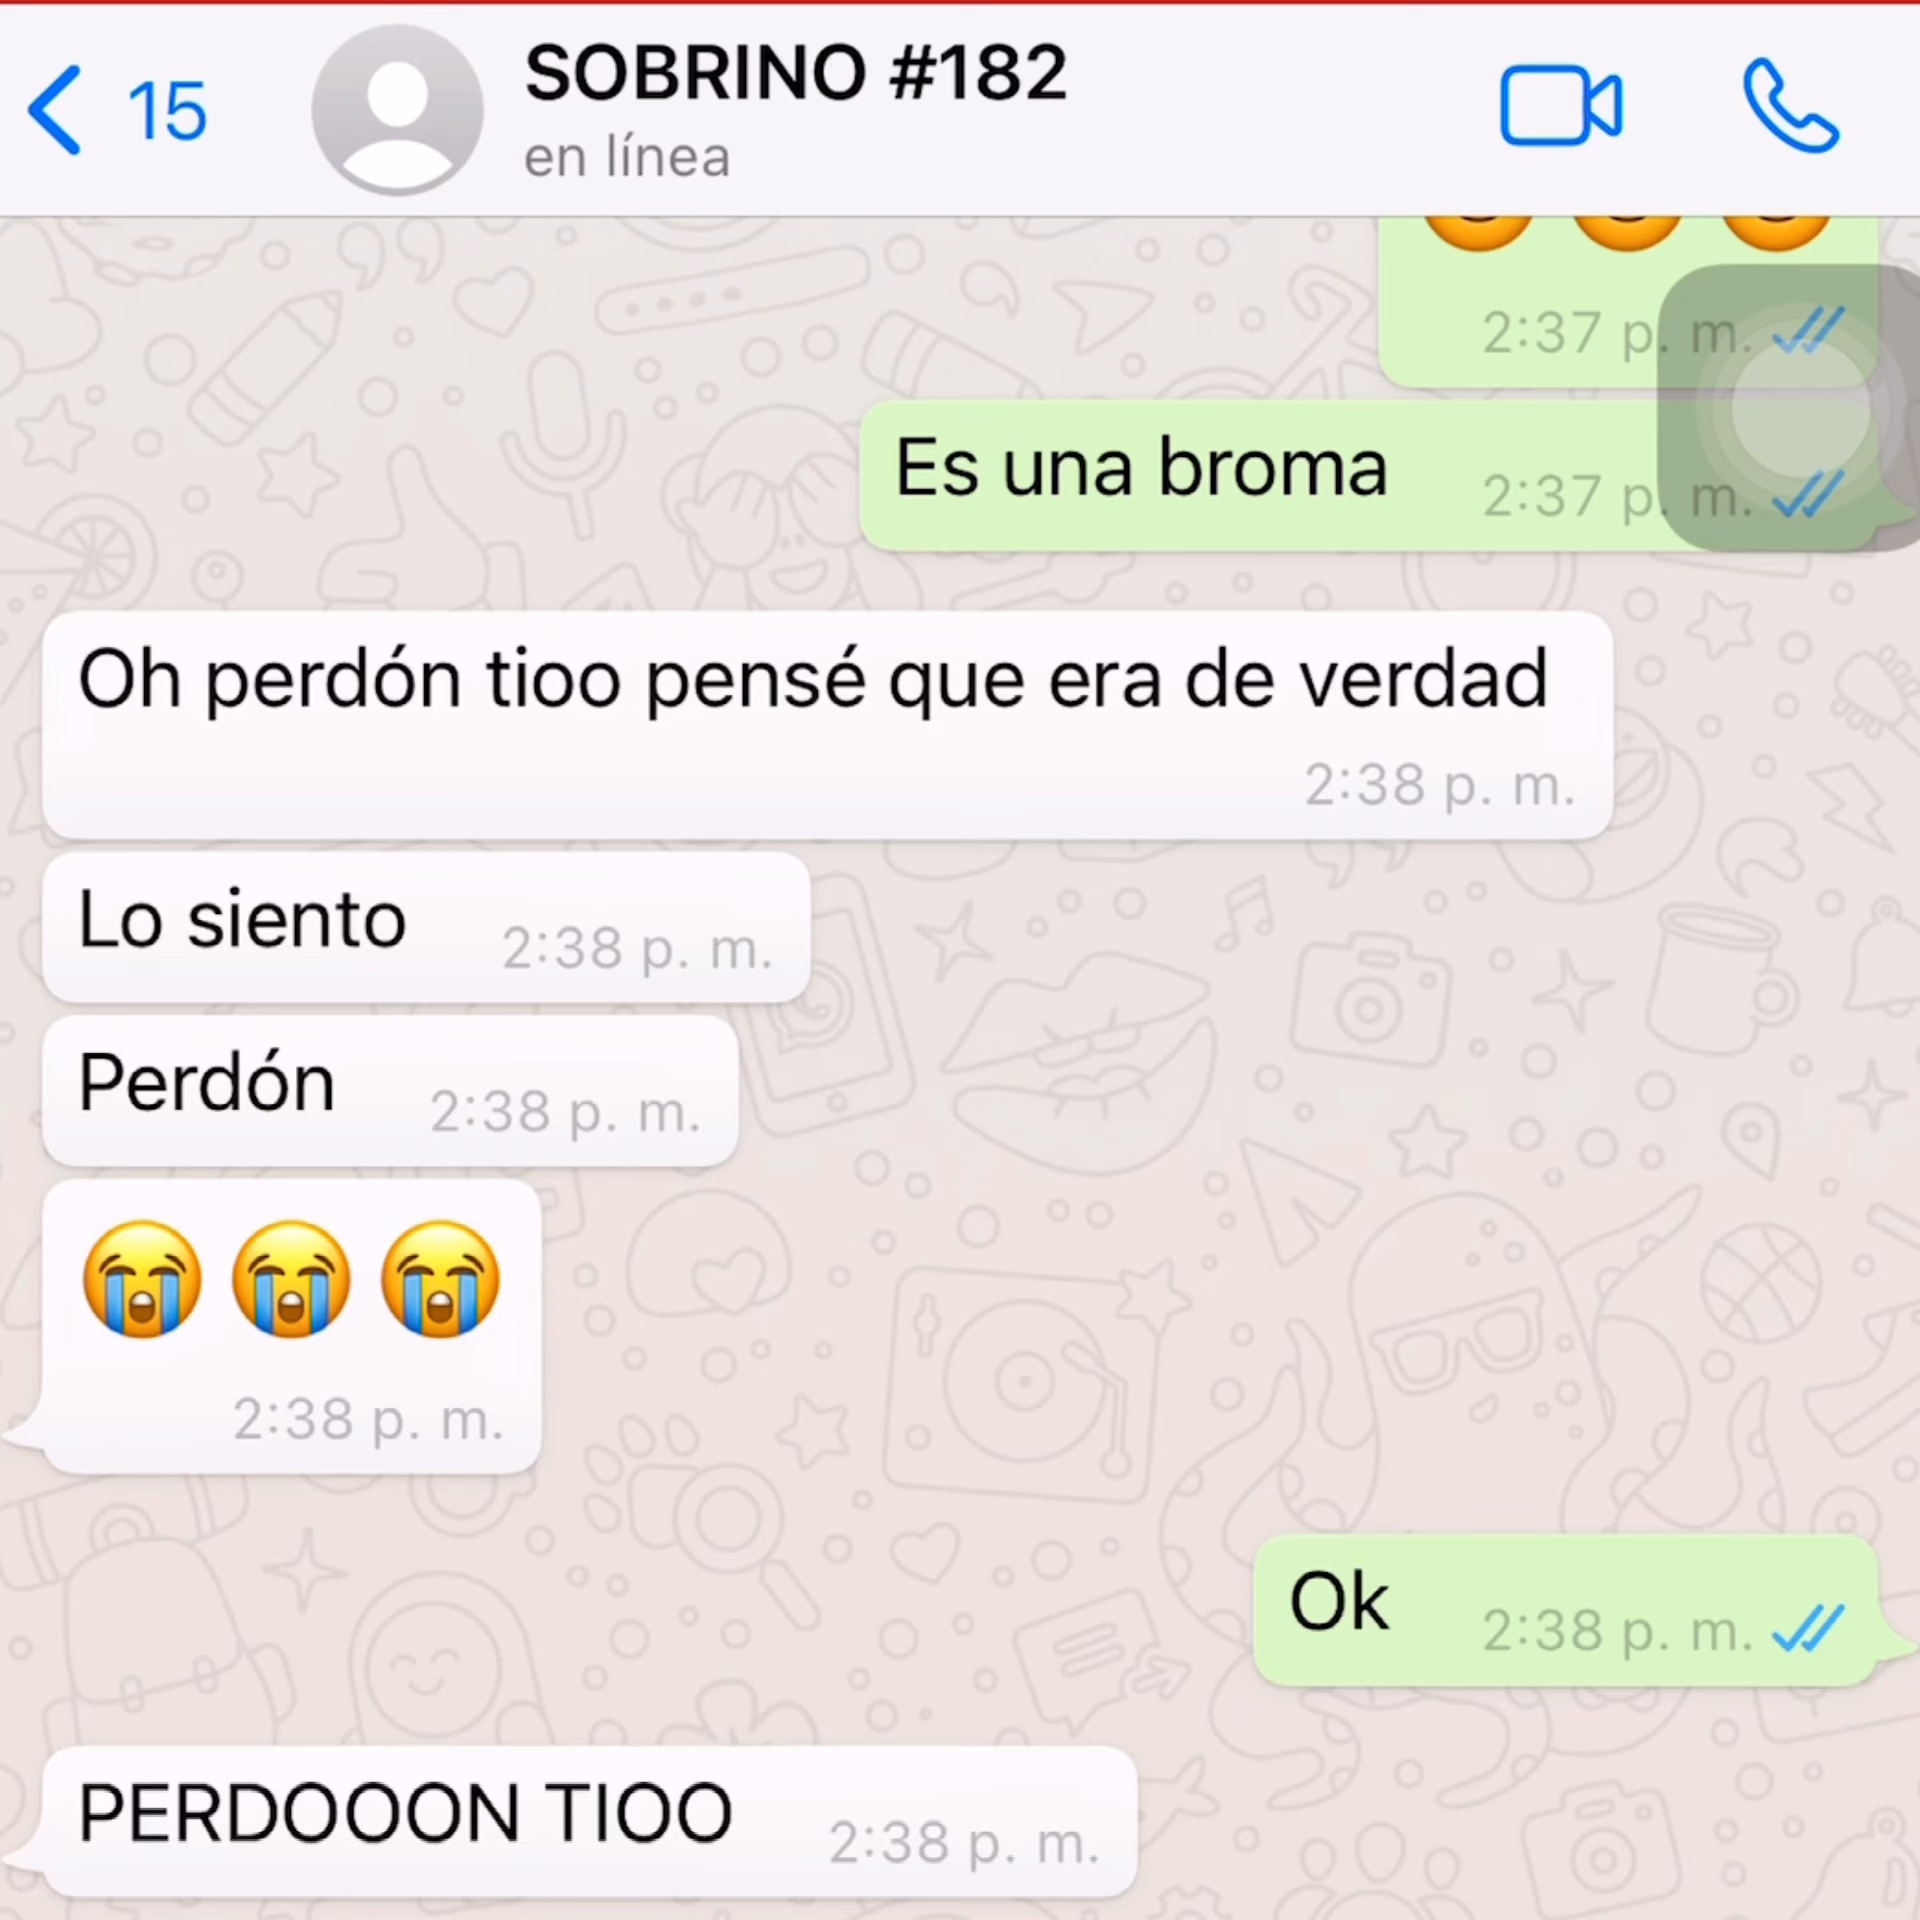 15
SOBRINO #182
en línea
2:37 p. m.
Es una broma
2:37 p. m.
Oh perdón tioo pensé que era de verdad
2:38 p. m.
Lo siento
2:38 p. m.
Perdón
2:38 p. m.
😭😭😭
2:38 p. m.
Ok
2:38 p. m.
PERDOOON TIOO
2:38 p. m.